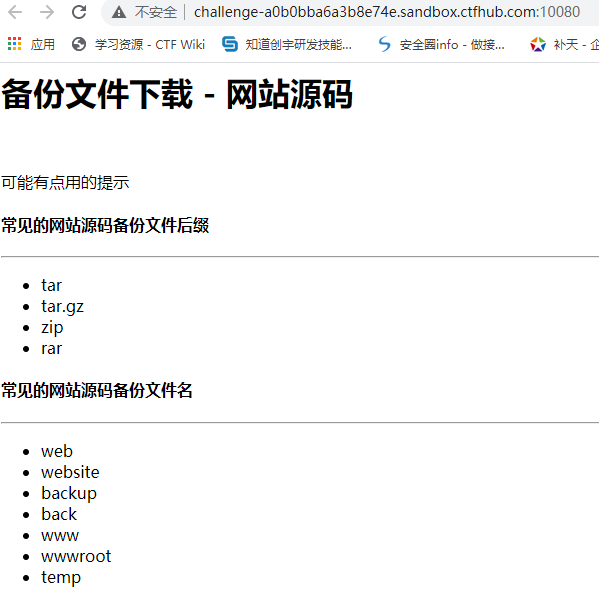 不安全 challenge-a0b0bba6a3b8e74e.sandbox.ctfhub.com:10080
应用 学习资源 - CTF Wiki 知道创宇研发技能... 安全圈info - 做接... 补天 - 企
备份文件下载 - 网站源码
可能有点用的提示
常见的网站源码备份文件后缀
tar
tar.gz
zip
rar
常见的网站源码备份文件名
web
website
backup
back
www
wwwroot
temp